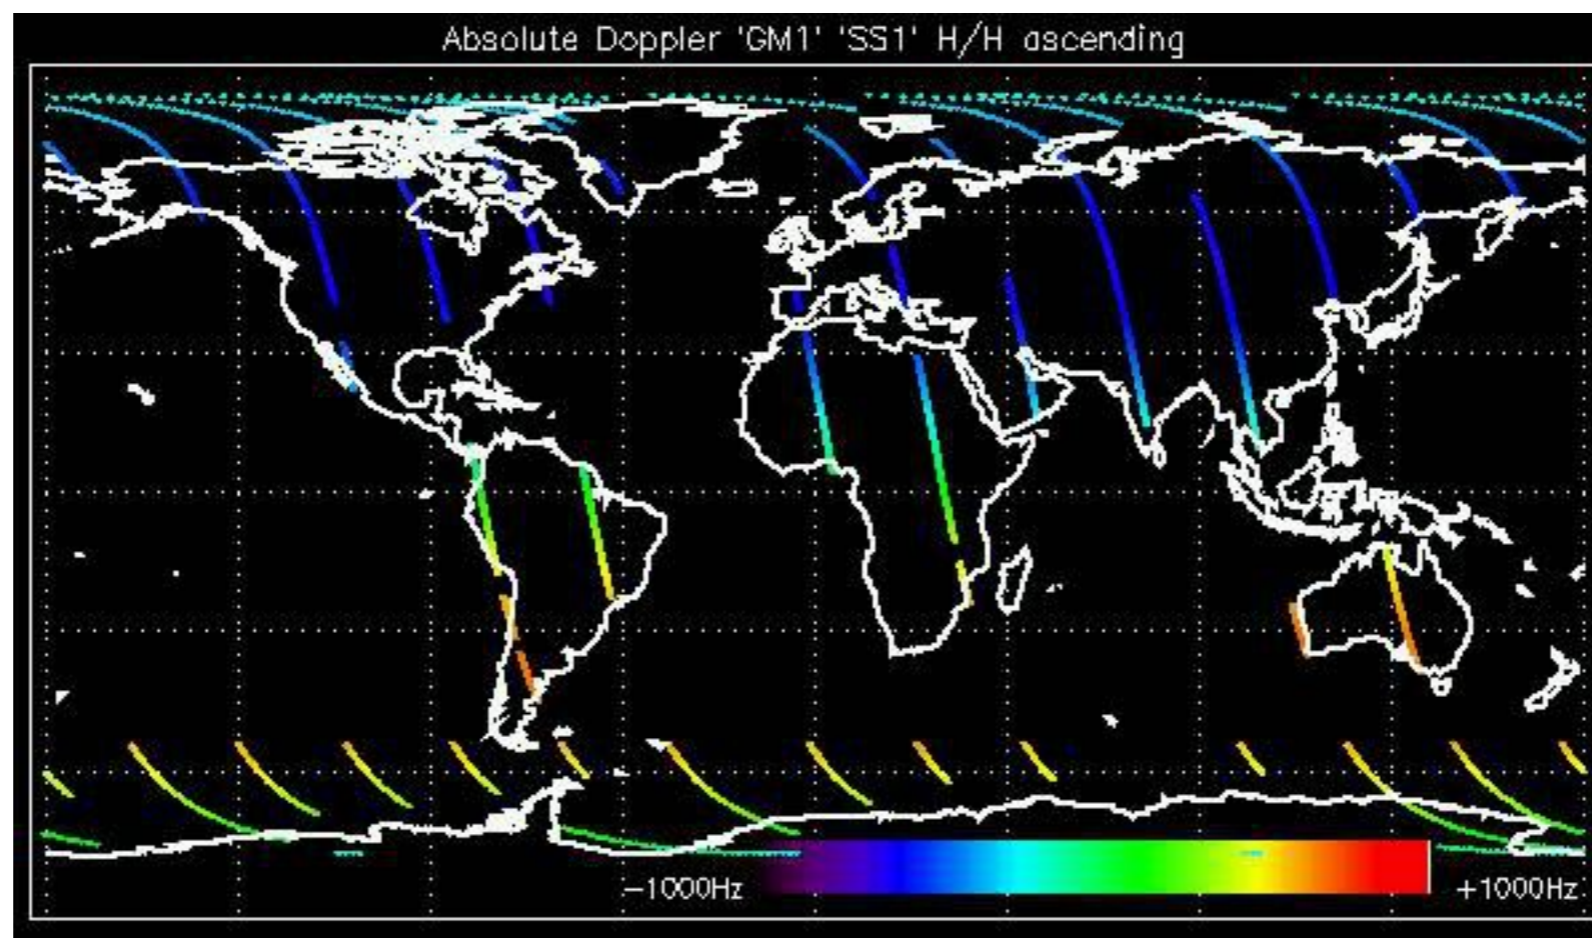 Absolute Doppler 'GM1' 'SS1' H/H ascending
−1000Hz
+1000Hz